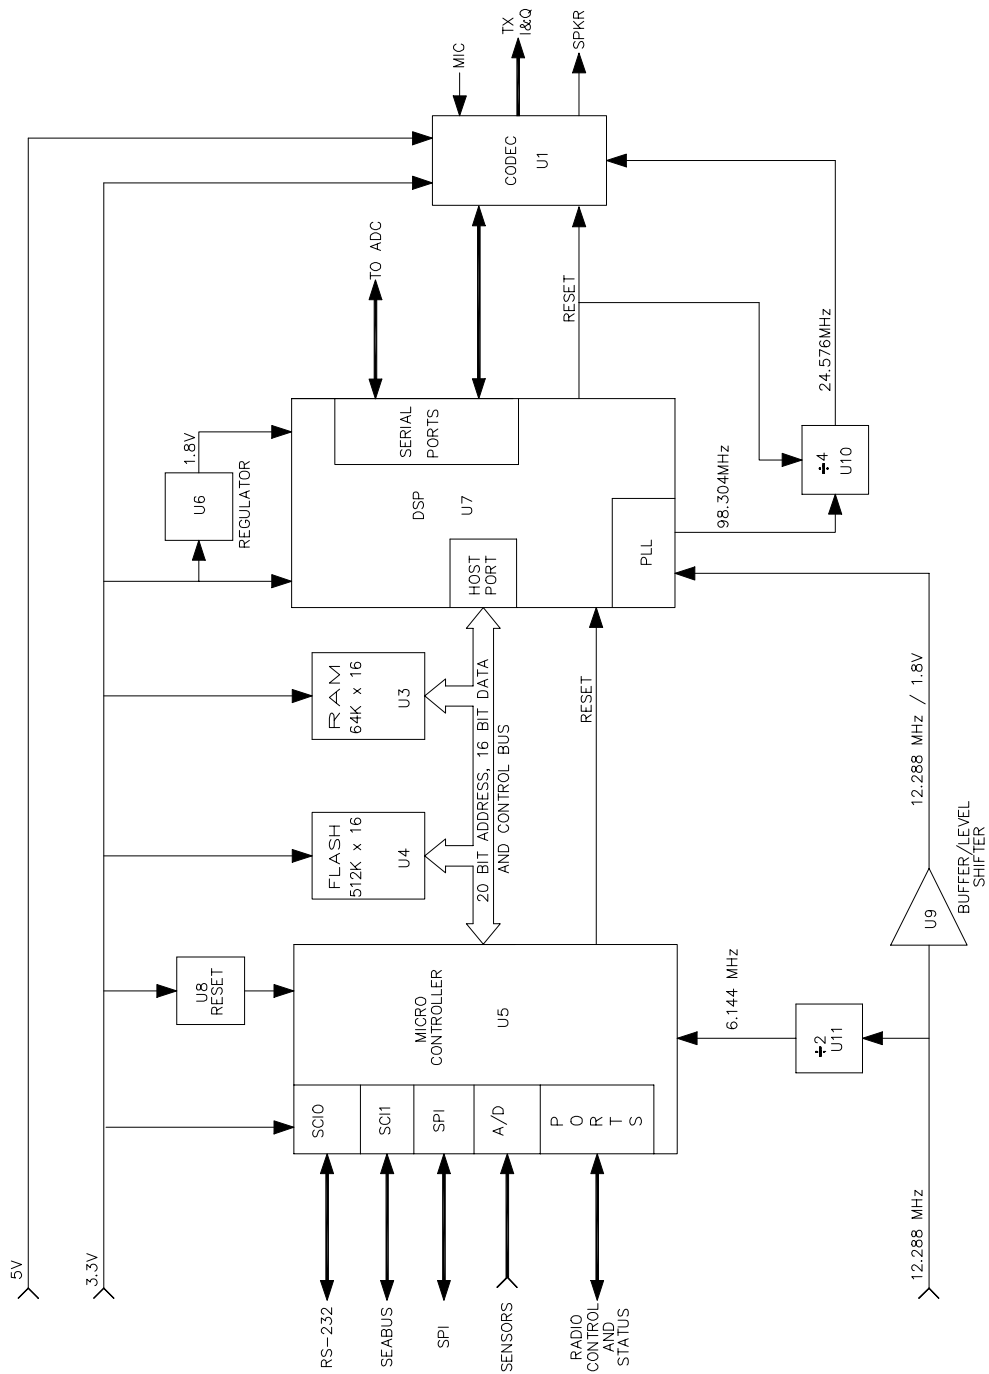 5V
3.3V
RS-232
SEABUS
SPI
SENSORS
RADIO
CONTROL
AND
STATUS
12.288 MHz
SCI0
SCI1
SPI
A/D
P O R T S
MICRO
CONTROLLER
U5
U8
RESET
÷2
U11
6.144 MHz
U9
BUFFER/LEVEL
SHIFTER
12.288 MHz / 1.8V
FLASH
512K x 16
U4
RAM
64K x 16
U3
20 BIT ADDRESS, 16 BIT DATA
AND CONTROL BUS
RESET
U6
REGULATOR
1.8V
HOST
PORT
DSP
U7
SERIAL
PORTS
PLL
98.304MHz
÷4
U10
24.576MHz
TO ADC
RESET
CODEC
U1
MIC
TX
I&Q
SPKR